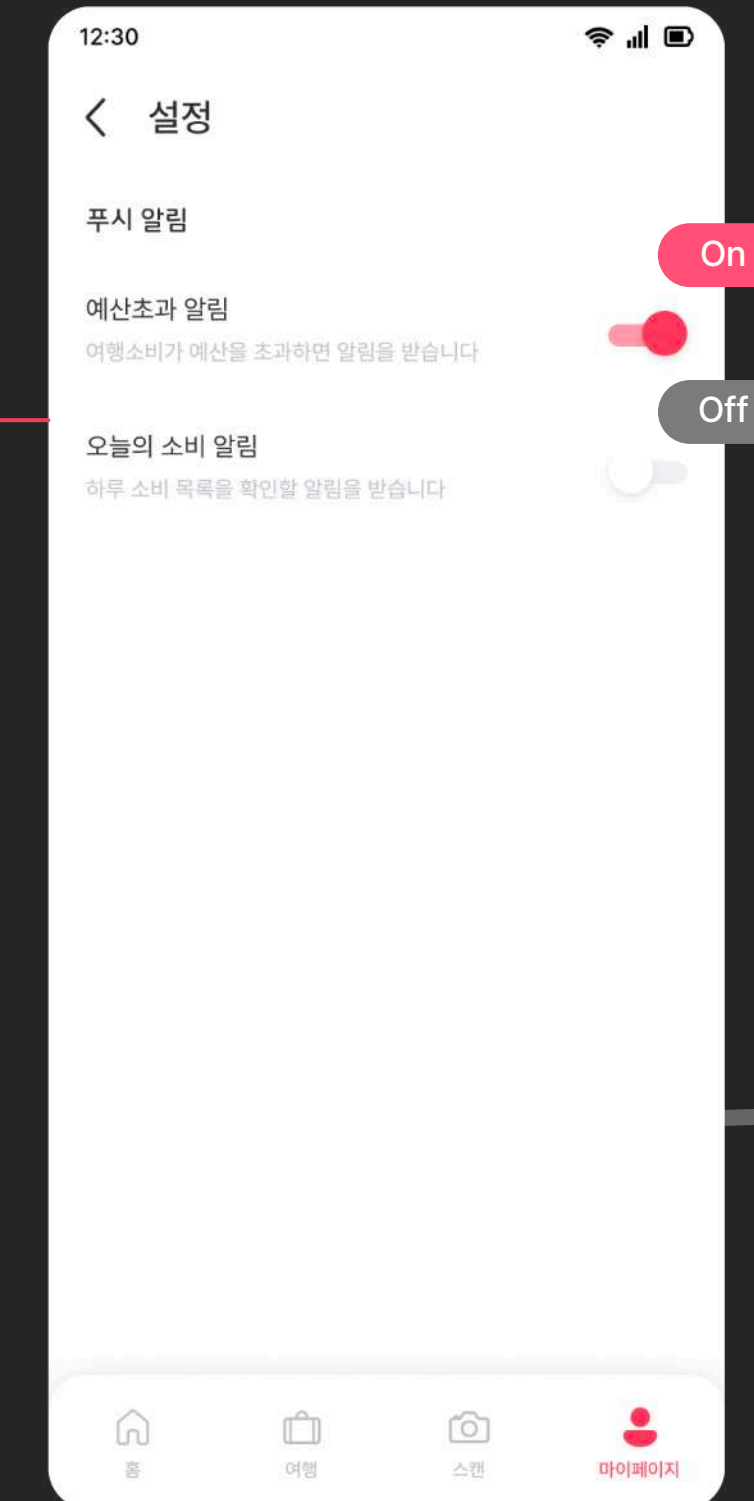 12:30
설정
푸시 알림
On
예산초과 알림
여행소비가 예산을 초과하면 알림을 받습니다
Off
오늘의 소비 알림
하루 소비 목록을 확인할 알림을 받습니다
홈
여행
스캔
마이페이지